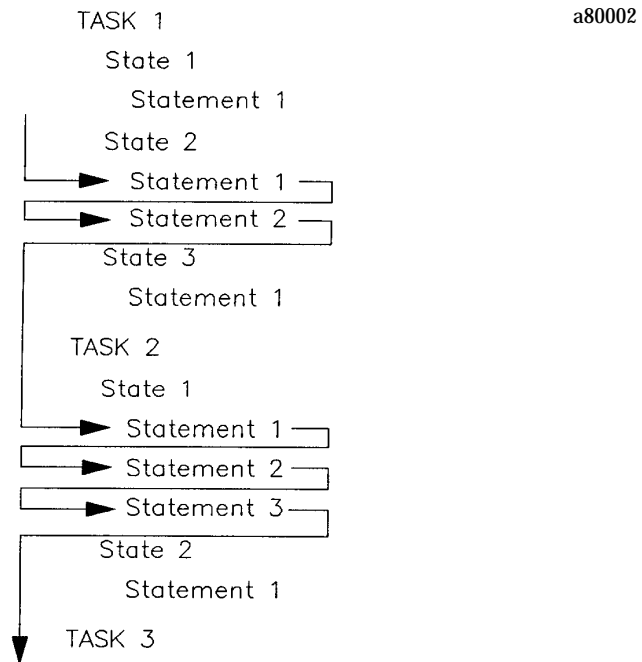 TASK 1
a80002
State 1
Statement 1
State 2
Statement 1
Statement 2
State 3
Statement 1
TASK 2
State 1
Statement 1
Statement 2
Statement 3
State 2
Statement 1
TASK 3